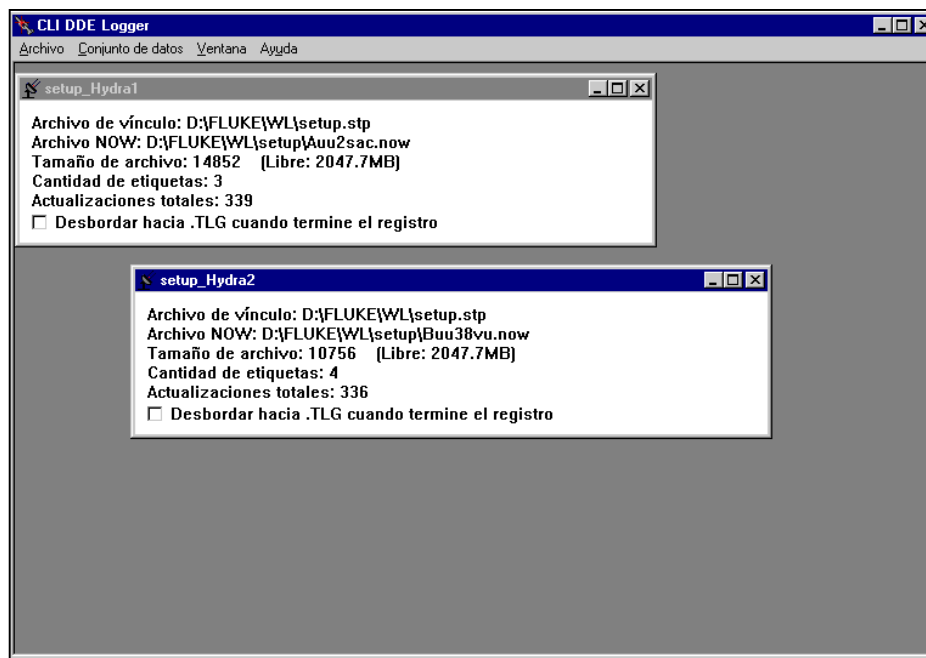 CLI DDE Logger
Archivo Conjunto de datos Ventana Ayuda
setup_Hydra1
Archivo de vínculo: D:\FLUKE\WL\setup.stp
Archivo NOW: D:\FLUKE\WL\setup\Auu2sac.now
Tamaño de archivo: 14852 (Libre: 2047.7MB)
Cantidad de etiquetas: 3
Actualizaciones totales: 339
Desbordar hacia .TLG cuando termine el registro
setup_Hydra2
Archivo de vínculo: D:\FLUKE\WL\setup.stp
Archivo NOW: D:\FLUKE\WL\setup\Buu38vu.now
Tamaño de archivo: 10756 (Libre: 2047.7MB)
Cantidad de etiquetas: 4
Actualizaciones totales: 336
Desbordar hacia .TLG cuando termine el registro